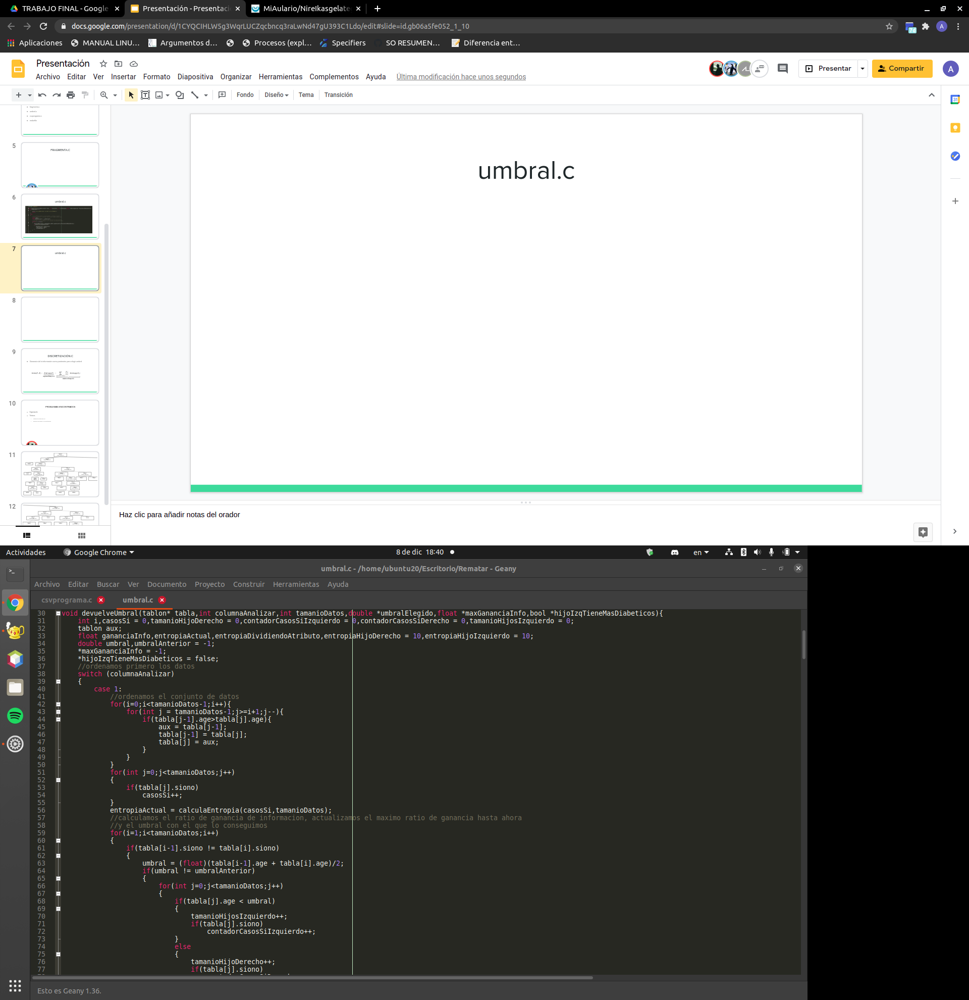 TRABAJO FINAL - Google
Presentación - Presentaci
MiAulario/NireIkasgelate
docs.google.com/presentation/d/1CYQCIHLW5g3WqrLUCZqcbncq3raLwNd47gU393C1Ldo/edit#slide=id.gb06a5fe052_1_10
A
7d
Aplicaciones
MANUAL LINU...
Argumentos d...
Procesos (expl...
Specifiers
SO RESUMEN...
Diferencia ent...
Presentación
Archivo Editar Ver Insertar Formato Diapositiva Organizar Herramientas Complementos Ayuda Última modificación hace unos segundos
Presentar
Compartir
A
Fondo Diseño Tema Transición
31
5
FRAGMENTA.C
6
umbral.c
7
umbral.c
8
9
DISCRETIZACIÓN.C
10
PROBLEMAS ENCONTRADOS
11
12
umbral.c
Haz clic para añadir notas del orador
Actividades Google Chrome 8 de dic 18:40 en
umbral.c - /home/ubuntu20/Escritorio/Rematar - Geany
Archivo Editar Buscar Ver Documento Proyecto Construir Herramientas Ayuda
csvprograma.c umbral.c
30 void devuelveUmbral(tablon* tabla,int columnaAnalizar,int tamanioDatos,double *umbralElegido,float *maxGananciaInfo,bool *hijoIzqTieneMasDiabeticos){
31 int i,casosSi = 0,tamanioHijoDerecho = 0,contadorCasosSiIzquierdo = 0,contadorCasosSiDerecho = 0,tamanioHijosIzquierdo = 0;
32 tablon aux;
33 float gananciaInfo,entropiaActual,entropiaDividiendoAtributo,entropiaHijoDerecho = 10,entropiaHijoIzquierdo = 10;
34 double umbral,umbralAnterior = -1;
35 *maxGananciaInfo = -1;
36 *hijoIzqTieneMasDiabeticos = false;
37 //ordenamos primero los datos
38 switch (columnaAnalizar)
39 {
40 case 1:
41 //ordenamos el conjunto de datos
42 for(i=0;i<tamanioDatos-1;i++){
43 for(int j = tamanioDatos-1;j>=i+1;j--){
44 if(tabla[j-1].age>tabla[j].age){
45 aux = tabla[j-1];
46 tabla[j-1] = tabla[j];
47 tabla[j] = aux;
48 }
49 }
50 }
51 for(int j=0;j<tamanioDatos;j++)
52 {
53 if(tabla[j].siono)
54 casosSi++;
55 }
56 entropiaActual = calculaEntropia(casosSi,tamanioDatos);
57 //calculamos el ratio de ganancia de informacion, actualizamos el maximo ratio de ganancia hasta ahora
58 //y el umbral con el que lo conseguimos
59 for(i=1;i<tamanioDatos;i++)
60 {
61 if(tabla[i-1].siono != tabla[i].siono)
62 {
63 umbral = (float)(tabla[i-1].age + tabla[i].age)/2;
64 if(umbral != umbralAnterior)
65 {
66 for(int j=0;j<tamanioDatos;j++)
67 {
68 if(tabla[j].age < umbral)
69 {
70 tamanioHijosIzquierdo++;
71 if(tabla[j].siono)
72 contadorCasosSiIzquierdo++;
73 }
74 else
75 {
76 tamanioHijoDerecho++;
77 if(tabla[j].siono)
Esto es Geany 1.36.